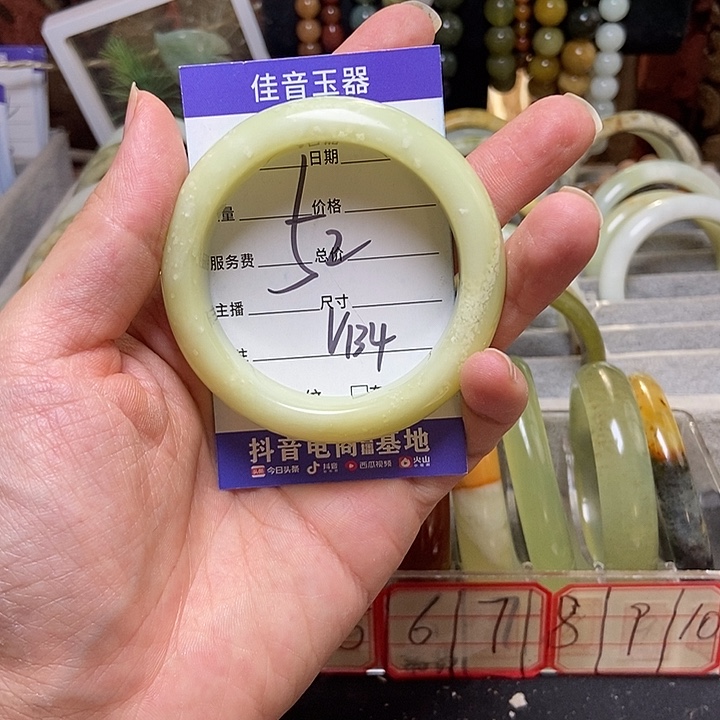 佳音玉器
日期
量 价格
服务费 总价
52
主播 尺寸
V134
抖音电商 基地
今日头条 抖音 西瓜视频 火山
6 7 8 9 10